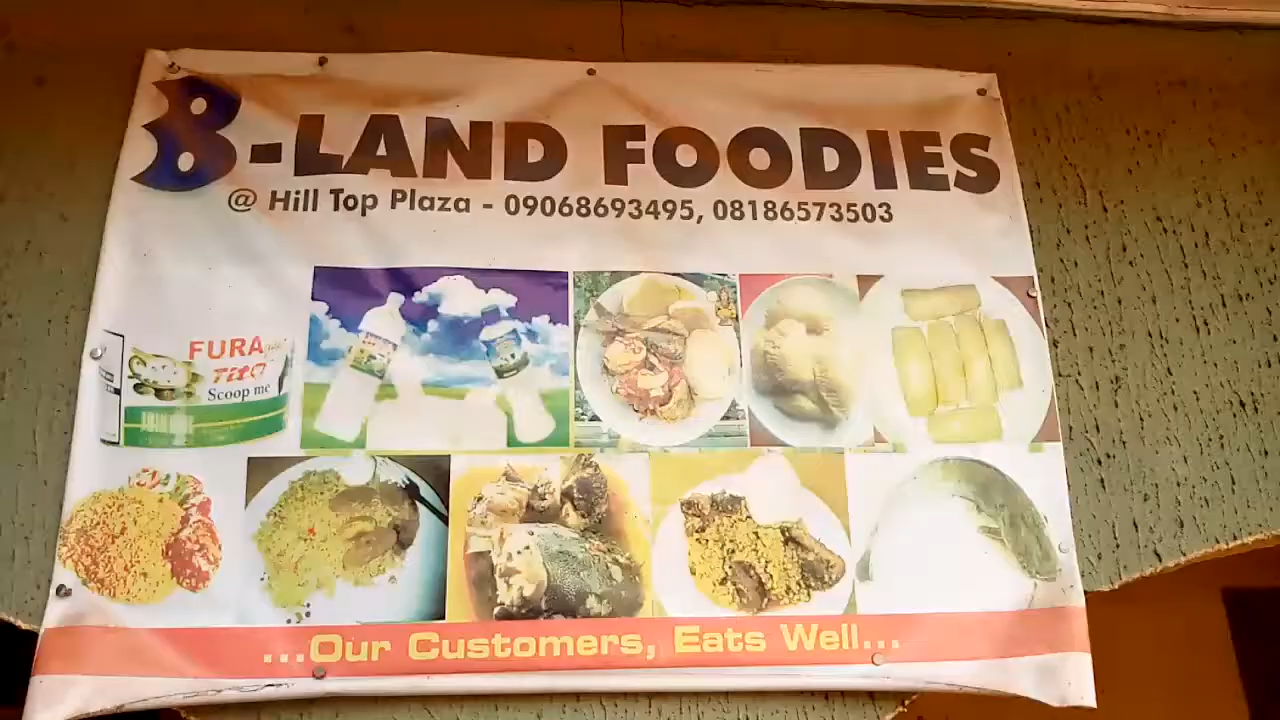 B-LAND FOODIES
@ Hill Top Plaza - 09068693495, 08186573503
FURA
Scoop me
...Our Customers, Eats Well...